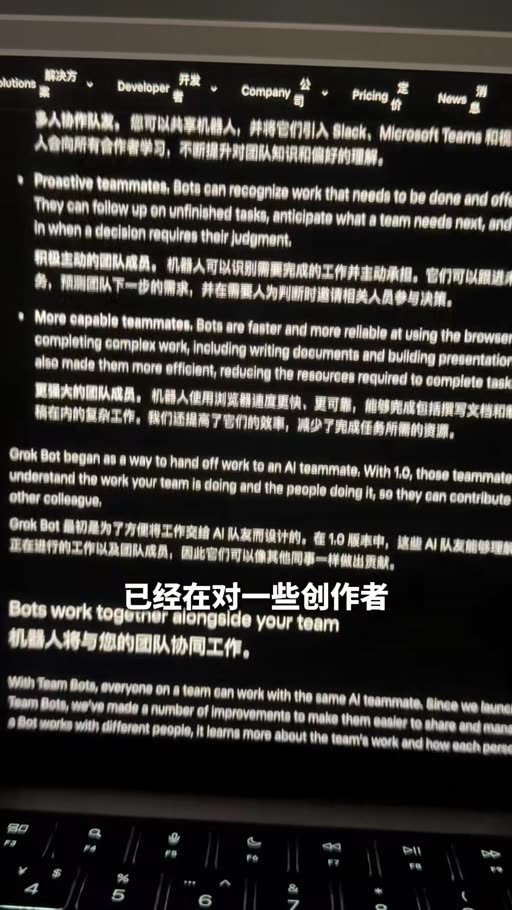 olutions 解决方案 Developer 开发者 Company 公司 Pricing 定价 News 消息
多人协作队友。您可以共享机器人，并将它们引入 Slack、Microsoft Teams 和
人会向所有合作者学习，不断提升对团队知识和偏好的理解。
Proactive teammates. Bots can recognize work that needs to be done and offe
They can follow up on unfinished tasks, anticipate what a team needs next, and
in when a decision requires their judgment.
积极主动的团队成员。 机器人可以识别需要完成的工作并主动承担。它们可以跟进
务，预测团队下一步的需求，并在需要人为判断时邀请相关人员参与决策。
More capable teammates. Bots are faster and more reliable at using the browser
completing complex work, including writing documents and building presentation
also made them more efficient, reducing the resources required to complete task
更强大的团队成员。 机器人使用浏览器速度更快、更可靠，能够完成包括撰写文档和
稿在内的复杂工作。我们还提高了它们的效率，减少了完成任务所需的资源。
Grok Bot began as a way to hand off work to an AI teammate. With 1.0, those teammate
understand the work your team is doing and the people doing it, so they can contribute
other colleague.
Grok Bot 最初是为了方便将工作交给 AI 队友而设计的。在 1.0 版本中，这些 AI 队友能够理解
正在进行的工作以及团队成员，因此它们可以像其他同事一样做出贡献。
已经在对一些创作者
Bots work together alongside your team
机器人将与您的团队协同工作。
With Team Bots, everyone on a team can work with the same AI teammate. Since we launc
Team Bots, we've made a number of improvements to make them easier to share and mana
a Bot works with different people, it learns more about the team's work and how each perso
F3 F4 F5 F6 F7 F8 F9
¥ $ % … ^ & * (
4 5 6 7